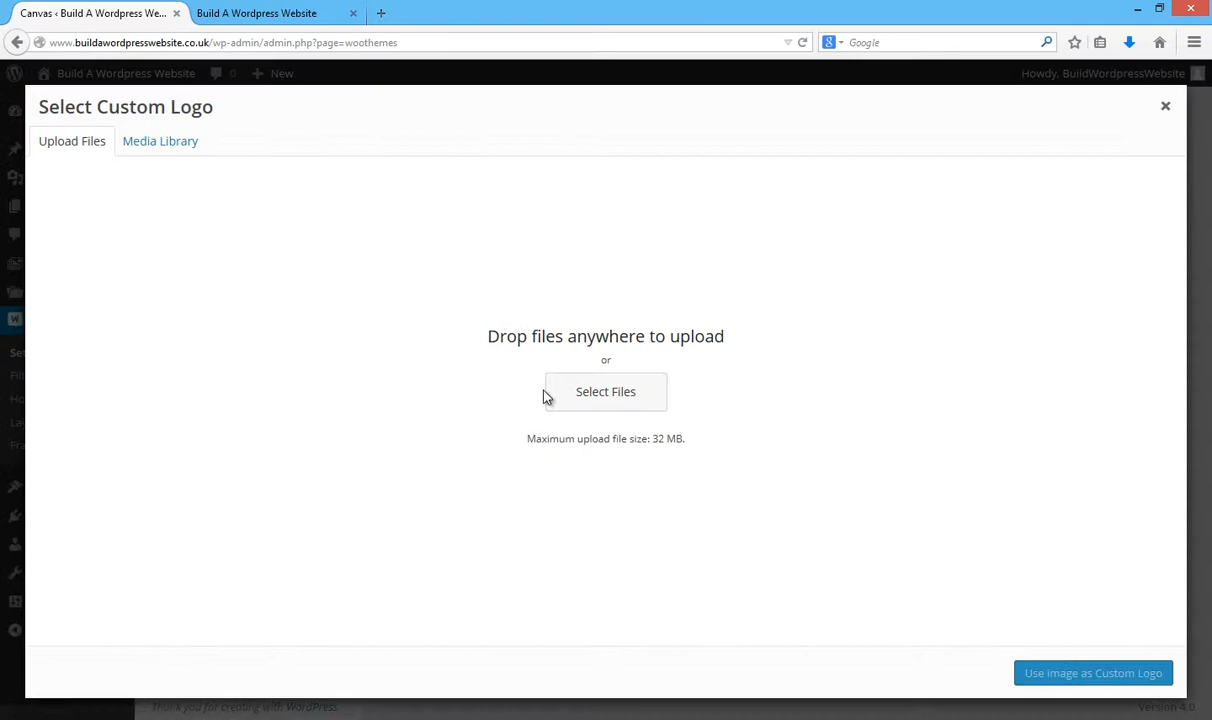 Canvas ‹ Build A Wordpress We...
Build A Wordpress Website
www.buildawordpresswebsite.co.uk/wp-admin/admin.php?page=woothemes
Google
Build A Wordpress Website 0 New
Howdy, BuildWordpressWebsite
Select Custom Logo
Upload Files
Media Library
Drop files anywhere to upload
or
Select Files
Maximum upload file size: 32 MB.
Use image as Custom Logo
Thank you for creating with WordPress.
Version 4.0